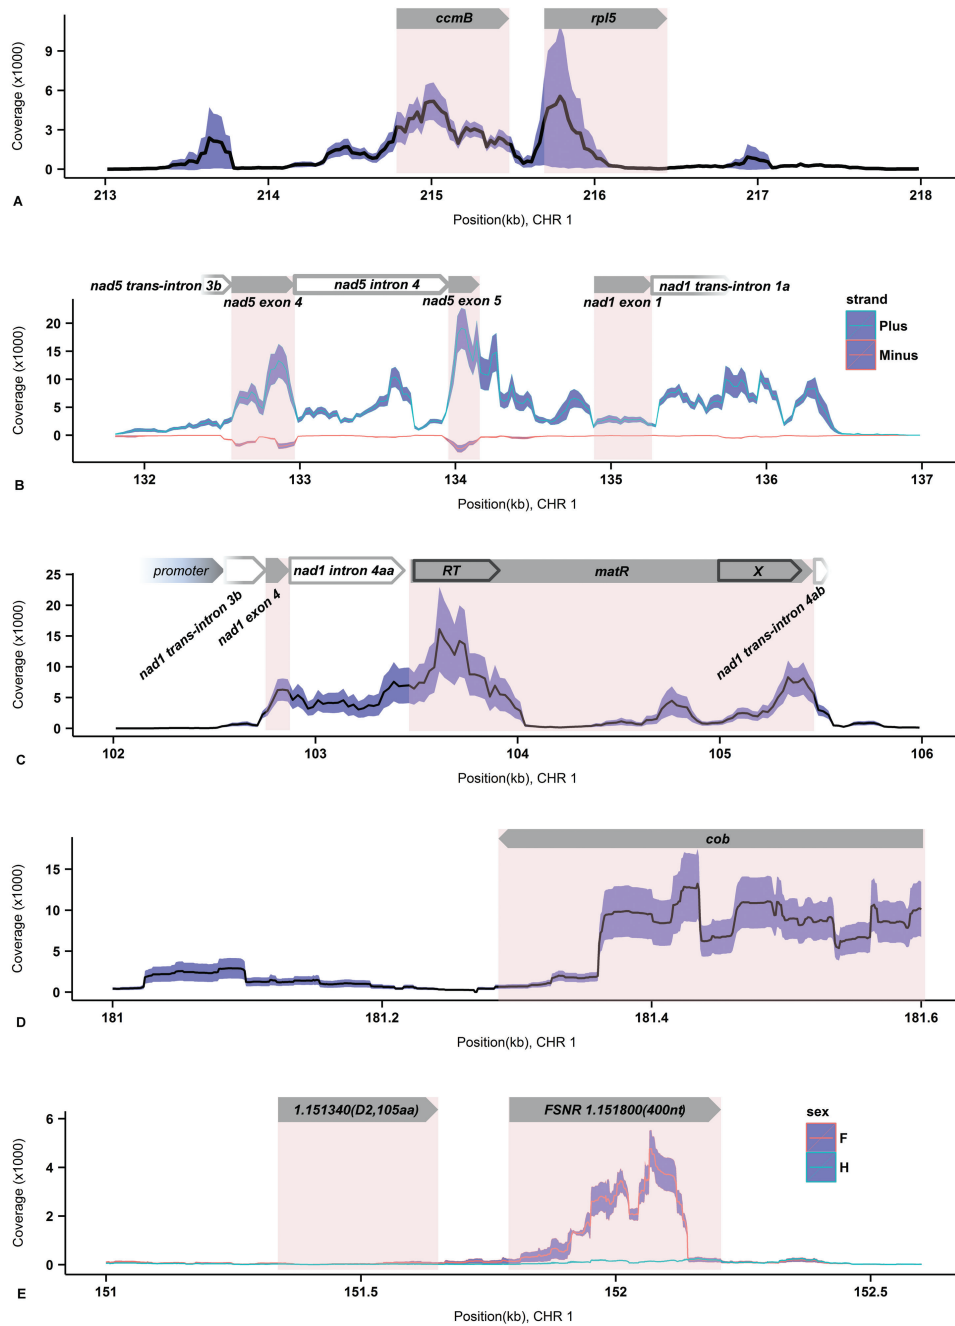 ccmB rpl5
9
6
3
0
Coverage (x1000)
213 214 215 216 217 218
A
Position(kb), CHR 1
nad5 trans-intron 3b nad5 exon 4 nad5 intron 4 nad5 exon 5 nad1 exon 1 nad1 trans-intron 1a
20
15
10
5
0
Coverage (x1000)
strand
Plus
Minus
132 133 134 135 136 137
B
Position(kb), CHR 1
promoter nad1 trans-intron 3b nad1 exon 4 nad1 intron 4aa RT matR X nad1 trans-intron 4ab
25
20
15
10
5
0
Coverage (x1000)
102 103 104 105 106
C
Position(kb), CHR 1
cob
15
10
5
0
Coverage (x1000)
181 181.2 181.4 181.6
D
Position(kb), CHR 1
1.151340(D2,105aa) FSNR 1.151800(400nt)
6
4
2
0
Coverage (x1000)
sex
F
H
151 151.5 152 152.5
E
Position(kb), CHR 1